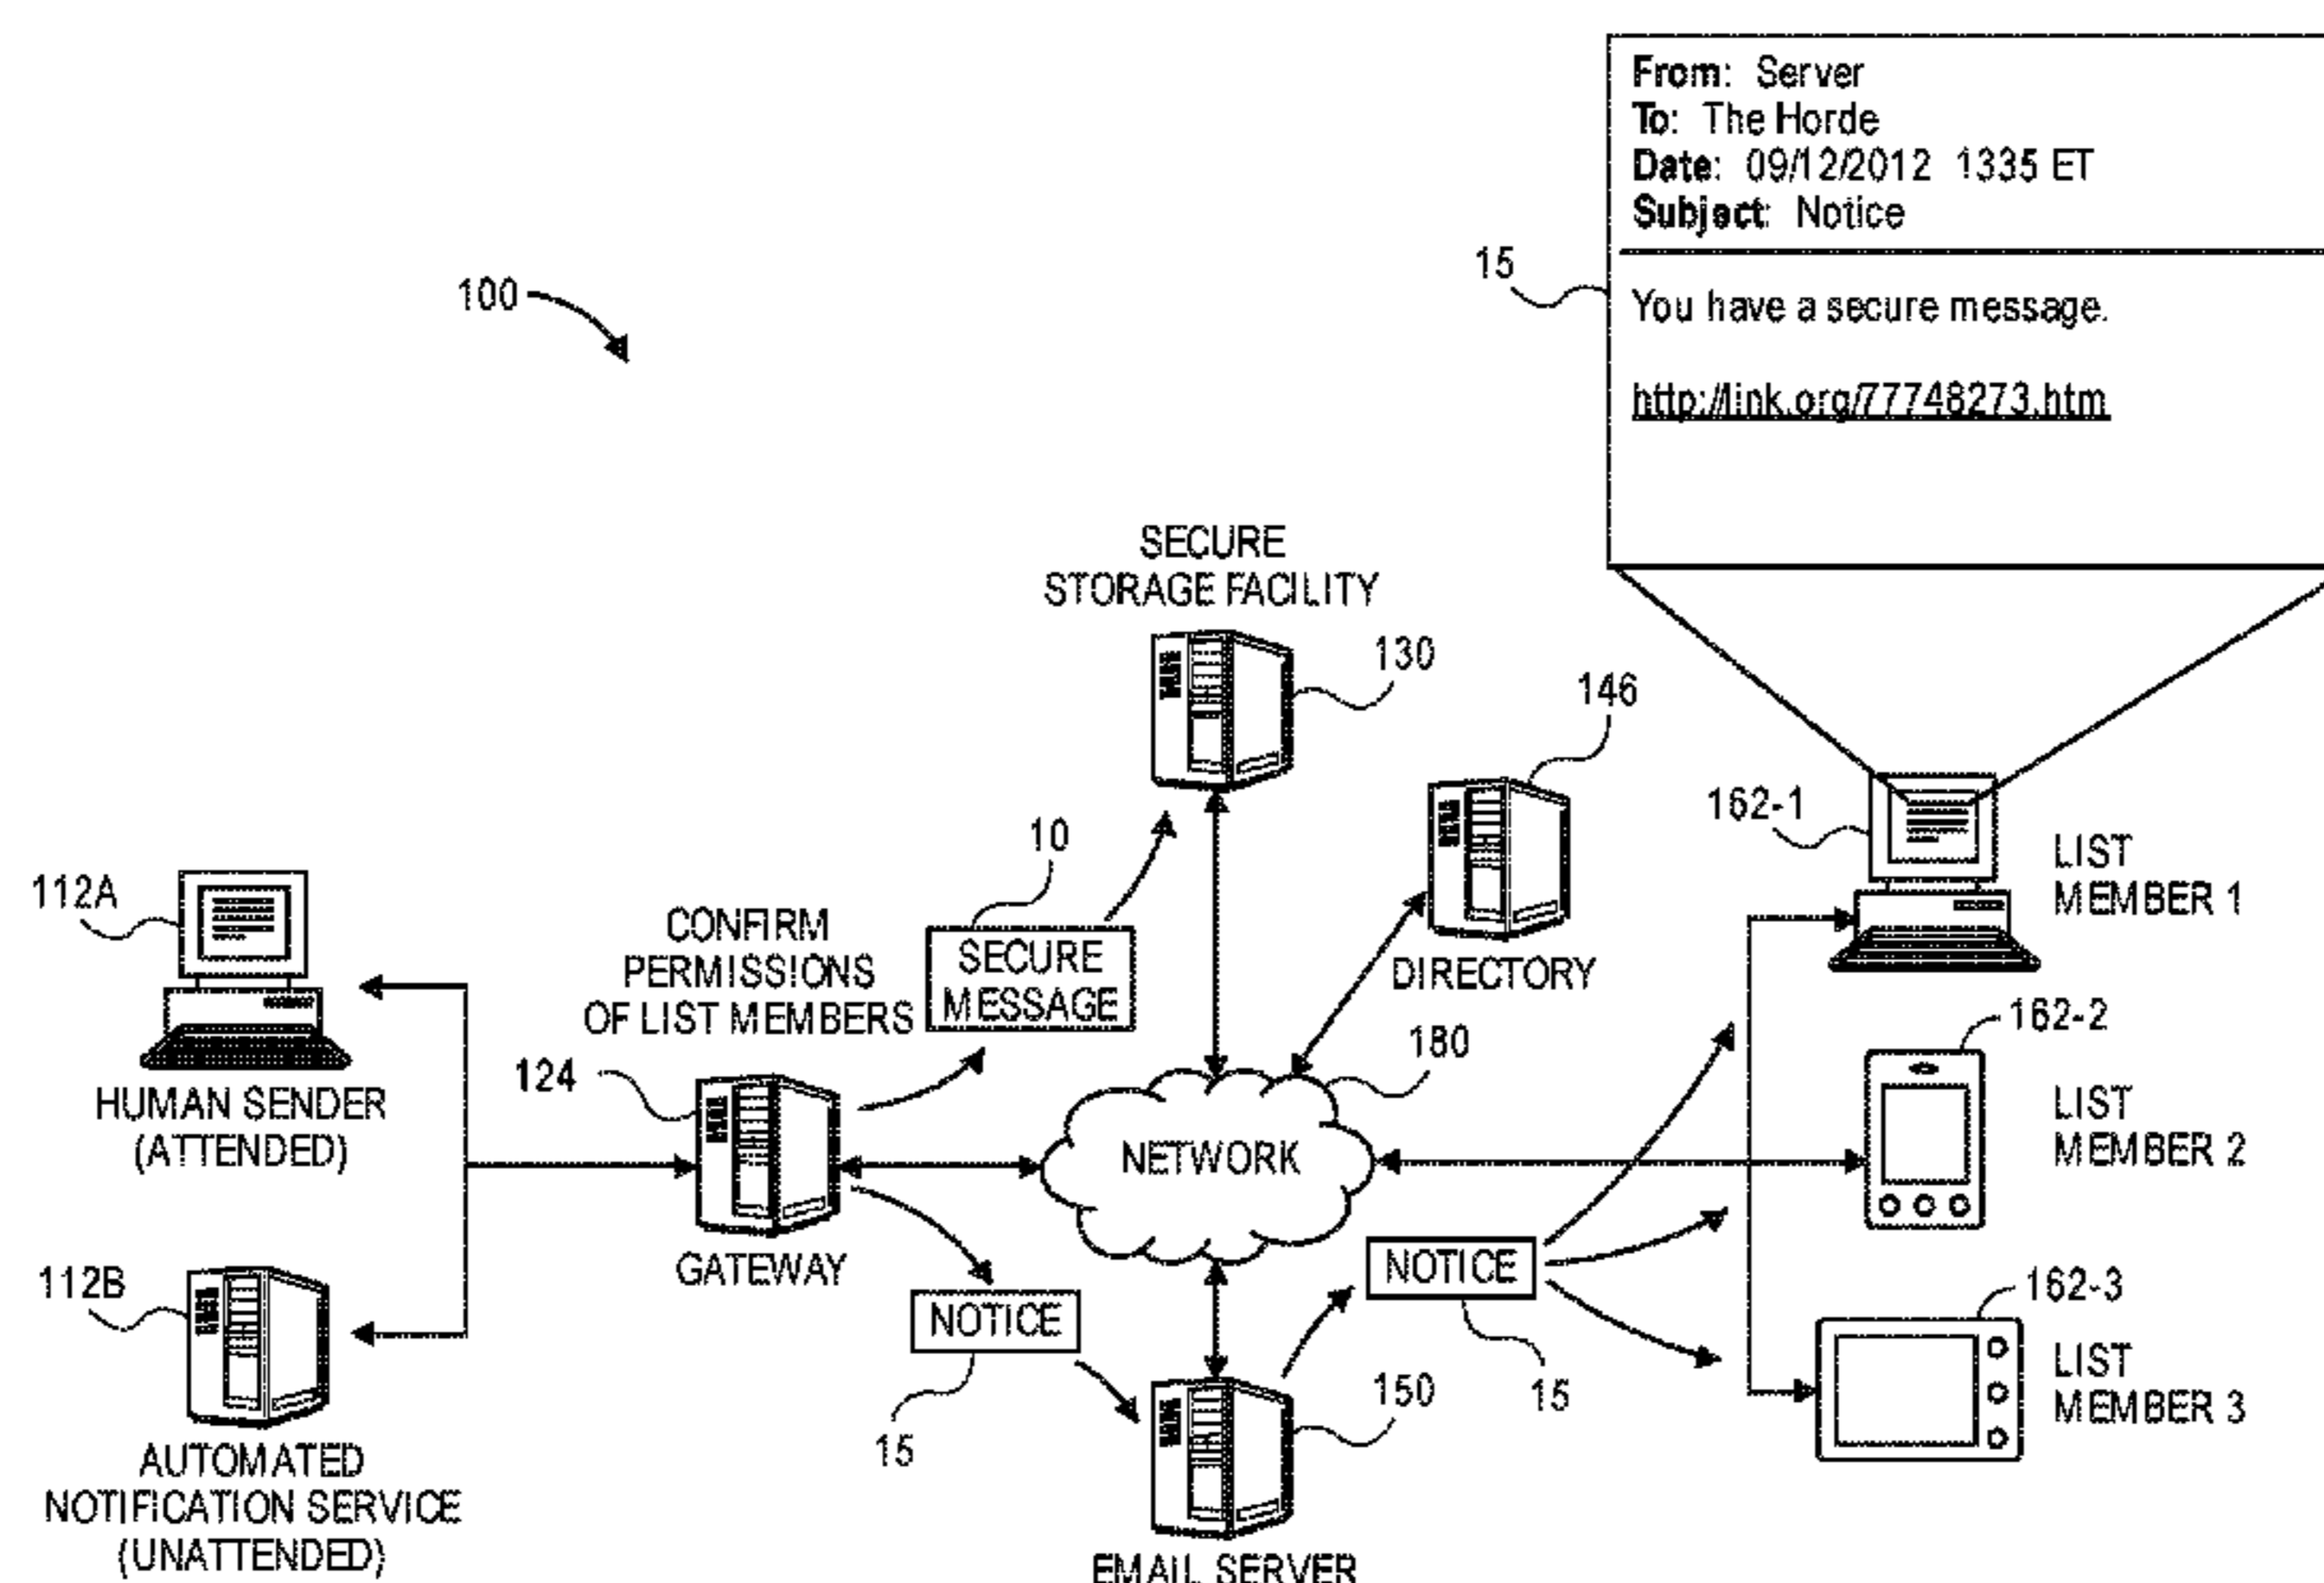 From: Server
To: The Horde
Date: 09/12/2012 1335 ET
Subject: Notice
15
You have a secure message.
http://link.org/77748273.htm
100
SECURE
STORAGE FACILITY
130
146
DIRECTORY
162-1
LIST
MEMBER 1
112A
HUMAN SENDER
(ATTENDED)
CONFIRM
PERMISSIONS
OF LIST MEMBERS
10
SECURE
MESSAGE
124
GATEWAY
180
NETWORK
162-2
LIST
MEMBER 2
112B
AUTOMATED
NOTIFICATION SERVICE
(UNATTENDED)
NOTICE
15
NOTICE
15
150
EMAIL SERVER
162-3
LIST
MEMBER 3